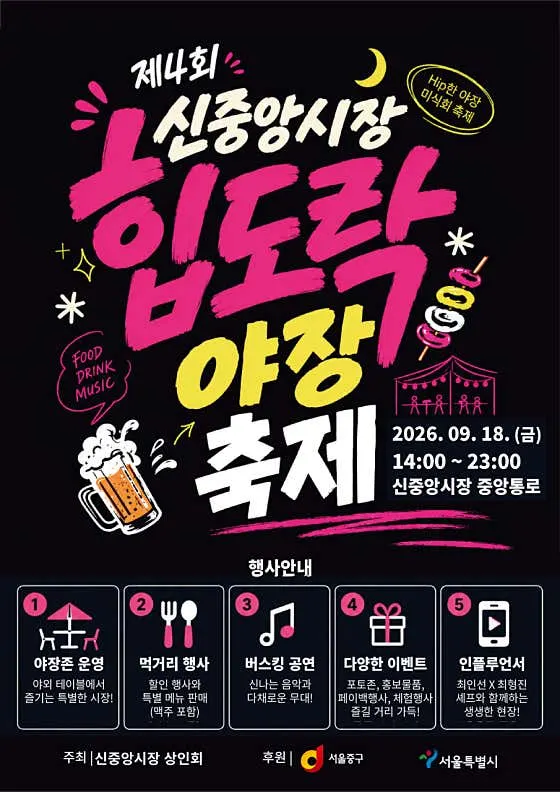 제4회
신중앙시장
Hip한 야장
미식회 축제
힙도락
야장
축제
FOOD
DRINK
MUSIC
2026. 09. 18. (금)
14:00 ~ 23:00
신중앙시장 중앙통로
행사안내
1
야장존 운영
야외 테이블에서
즐기는 특별한 시장!
2
먹거리 행사
할인 행사와
특별 메뉴 판매
(맥주 포함)
3
버스킹 공연
신나는 음악과
다채로운 무대!
4
다양한 이벤트
포토존, 홍보물품,
페이백행사, 체험행사
즐길 거리 가득!
5
인플루언서
최인선 X 최형진
셰프와 함께하는
생생한 현장!
주최 | 신중앙시장 상인회
후원 | 서울중구
서울특별시